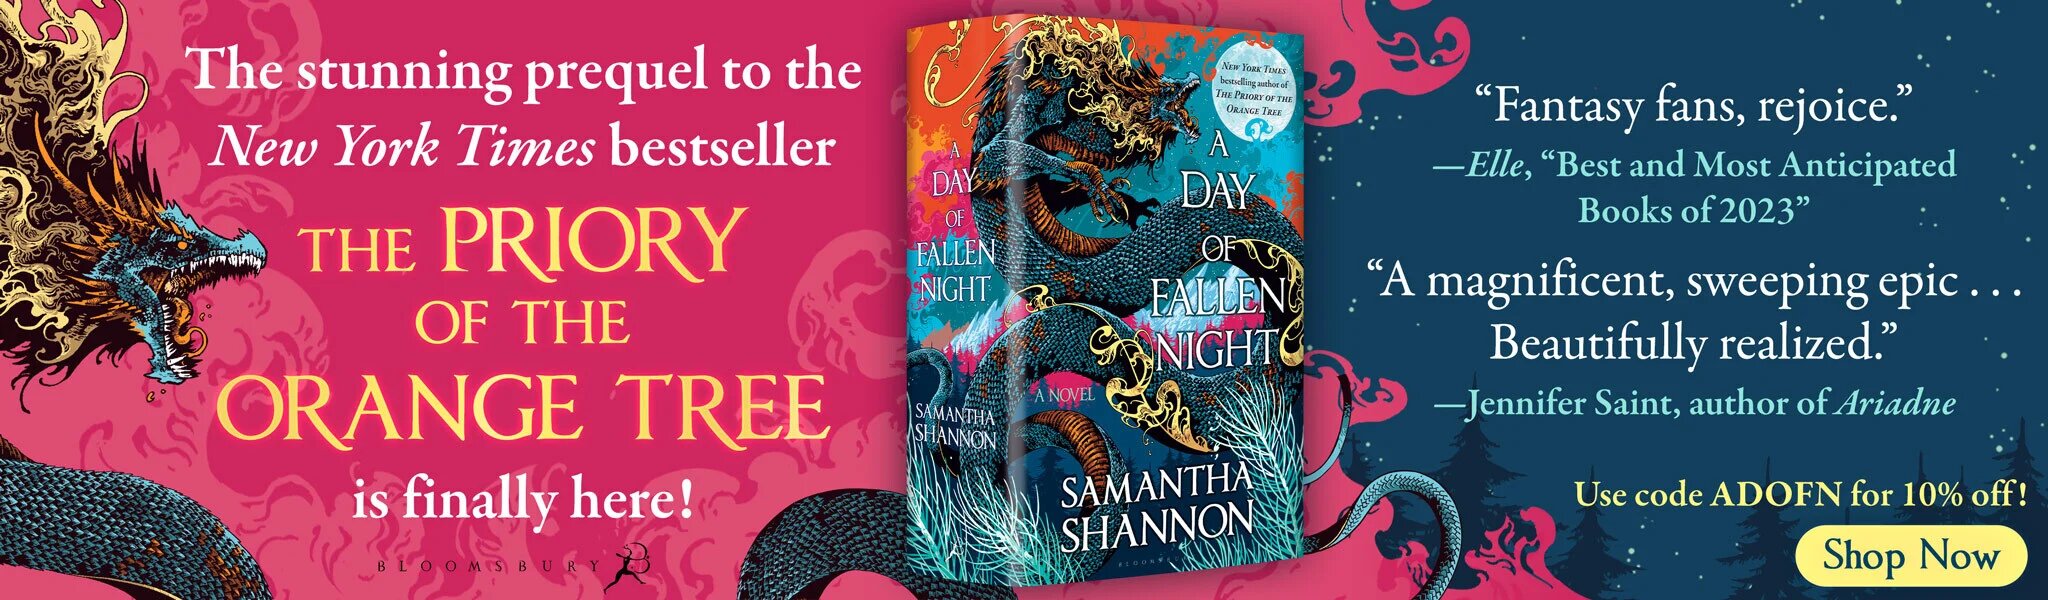 The stunning prequel to the
New York Times bestseller
THE PRIORY
OF THE
ORANGE TREE
is finally here!
BLOOMSBURY
A
DAY
OF
FALLEN
NIGHT
SAMANTHA
SHANNON
NEW YORK TIMES
bestselling author of
THE PRIORY OF THE
ORANGE TREE
A
DAY
OF
FALLEN
NIGHT
A NOVEL
SAMANTHA
SHANNON
“Fantasy fans, rejoice.”
—Elle, “Best and Most Anticipated
Books of 2023”
“A magnificent, sweeping epic . . .
Beautifully realized.”
—Jennifer Saint, author of Ariadne
Use code ADOFN for 10% off!
Shop Now